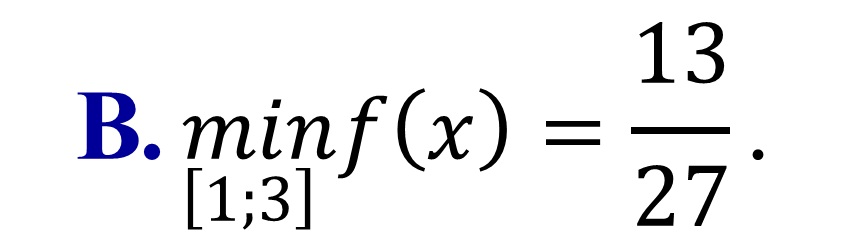 B. min f(x) = 13/27.
[1;3]